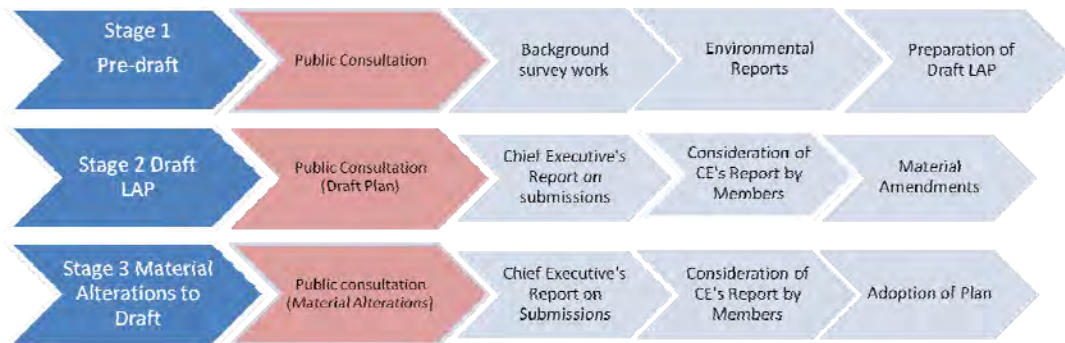 Stage 1
Pre-draft
Public Consultation
Background
survey work
Environmental
Reports
Preparation of
Draft LAP
Stage 2 Draft
LAP
Public Consultation
(Draft Plan)
Chief Executive's
Report on
submissions
Consideration of
CE's Report by
Members
Material
Amendments
Stage 3 Material
Alterations to
Draft
Public consultation
(Material Alterations)
Chief Executive's
Report on
Submissions
Consideration of
CE's Report by
Members
Adoption of Plan